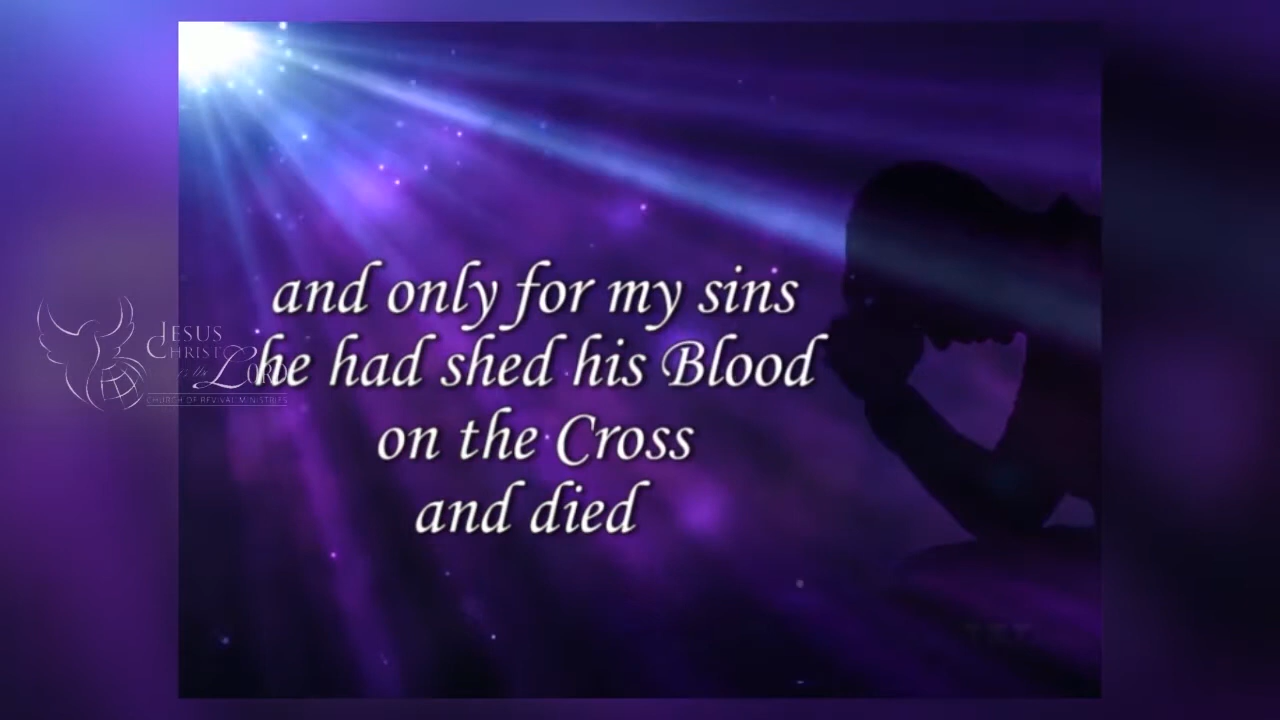 and only for my sins
he had shed his Blood
on the Cross
and died
JESUS
CHRIST
is the LORD
CHURCH OF REVIVAL MINISTRIES